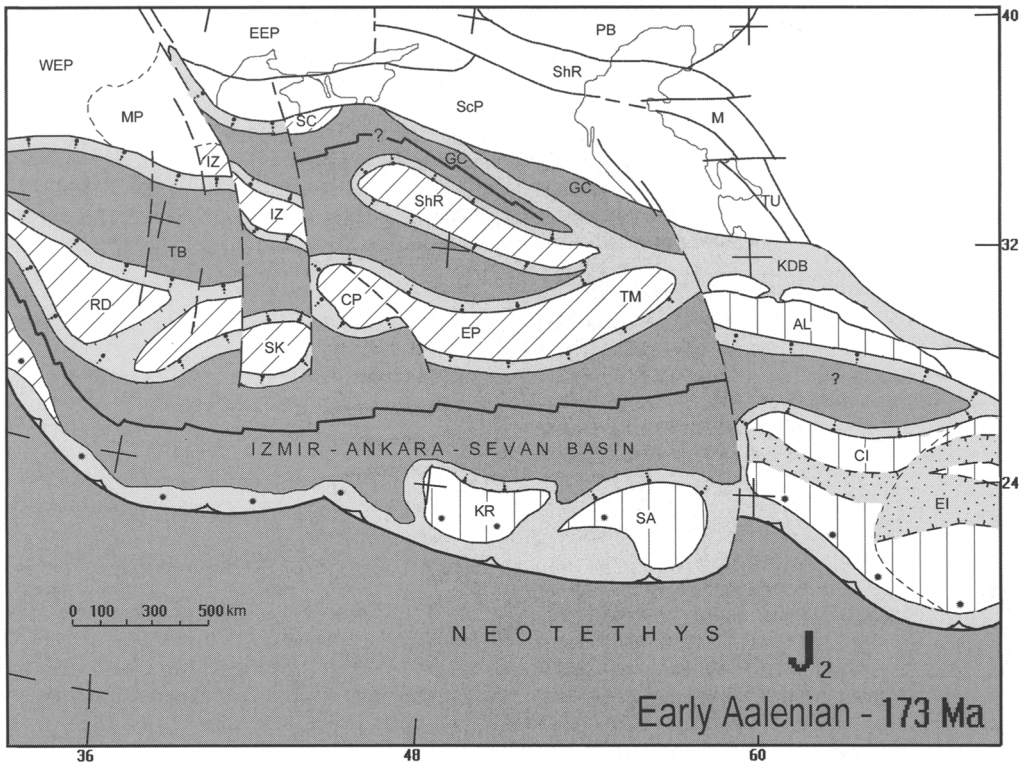 40
PB
EEP
WEP
ShR
ScP
MP
SC
M
?
GC
IZ
GC
ShR
TU
IZ
32
TB
KDB
RD
CP
TM
EP
AL
SK
?
IZMIR - ANKARA - SEVAN BASIN
CI
24
EI
KR
SA
0 100 300 500 km
NEOTETHYS
J2
Early Aalenian - 173 Ma
36
48
60